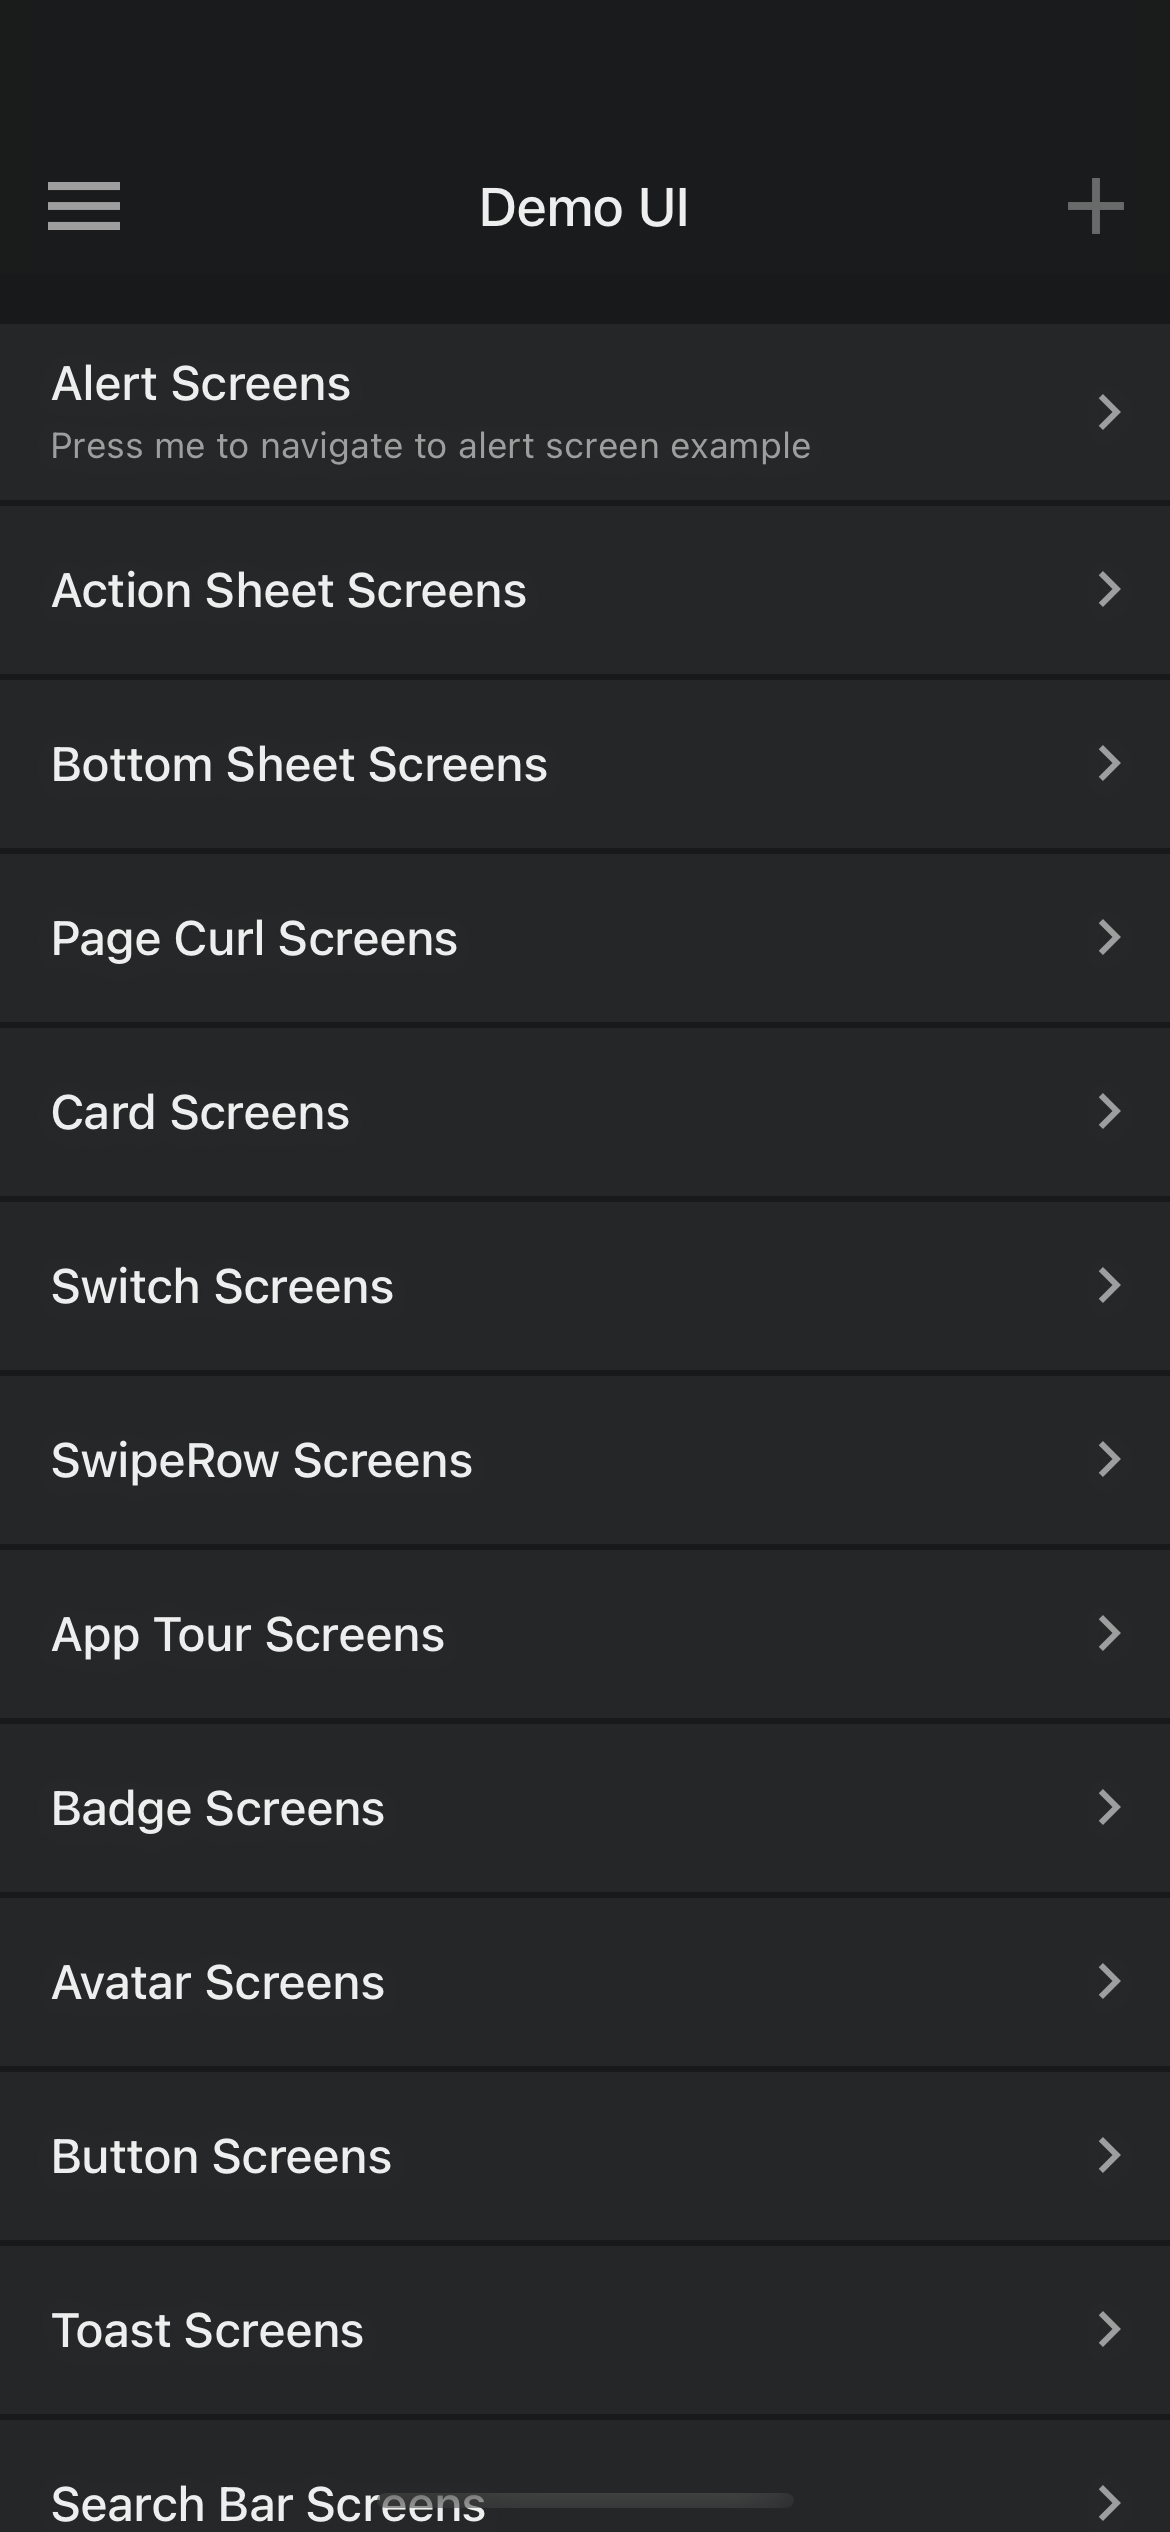 Demo UI
Alert Screens
Press me to navigate to alert screen example
Action Sheet Screens
Bottom Sheet Screens
Page Curl Screens
Card Screens
Switch Screens
SwipeRow Screens
App Tour Screens
Badge Screens
Avatar Screens
Button Screens
Toast Screens
Search Bar Screens